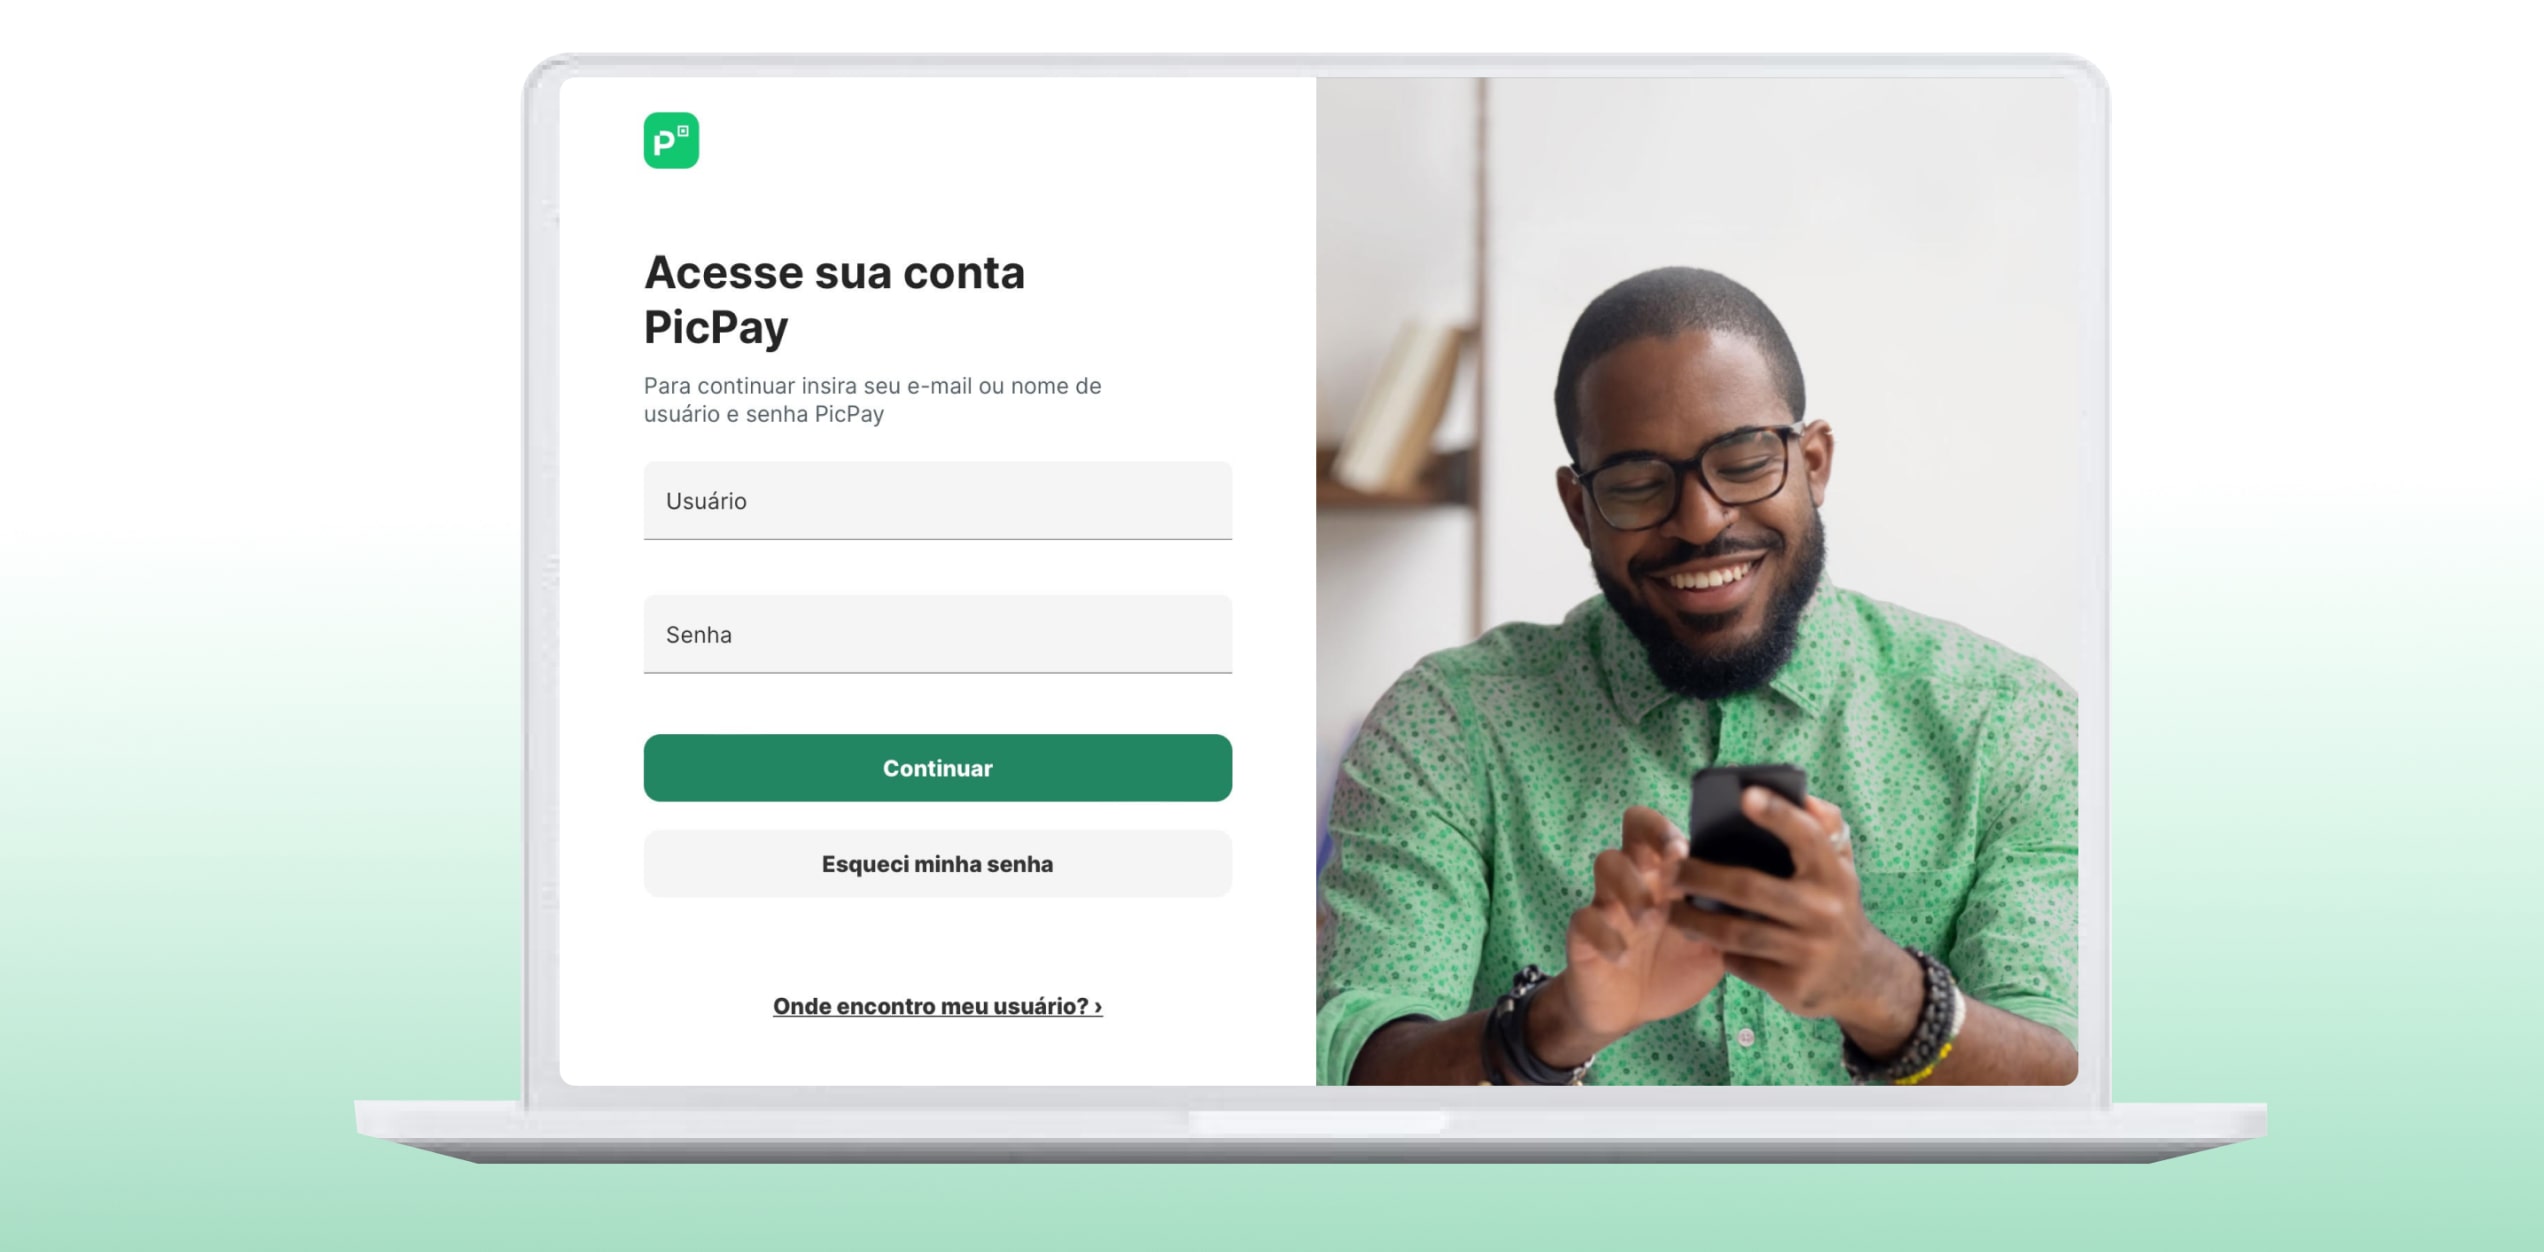 P
Acesse sua conta
PicPay
Para continuar insira seu e-mail ou nome de
usuário e senha PicPay
Usuário
Senha
Continuar
Esqueci minha senha
Onde encontro meu usuário? ›